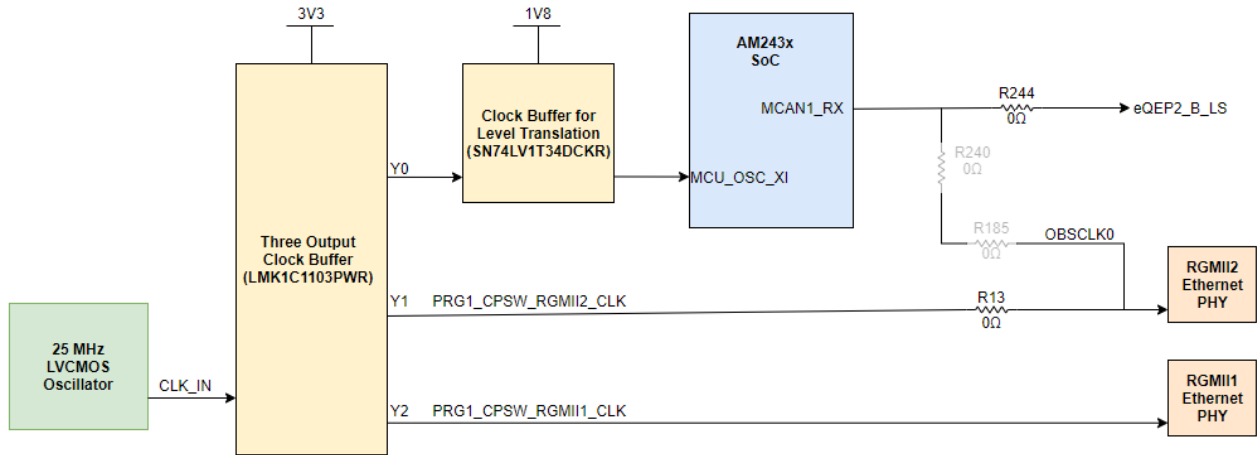 3V3
1V8
AM243x
SoC
MCAN1_RX
R244
0Ω
eQEP2_B_LS
Clock Buffer for
Level Translation
(SN74LV1T34DCKR)
R240
0Ω
Y0
MCU_OSC_XI
R185
0Ω
OBSCLK0
Three Output
Clock Buffer
(LMK1C1103PWR)
RGMII2
Ethernet
PHY
Y1
PRG1_CPSW_RGMII2_CLK
R13
0Ω
25 MHz
LVCMOS
Oscillator
CLK_IN
Y2
PRG1_CPSW_RGMII1_CLK
RGMII1
Ethernet
PHY